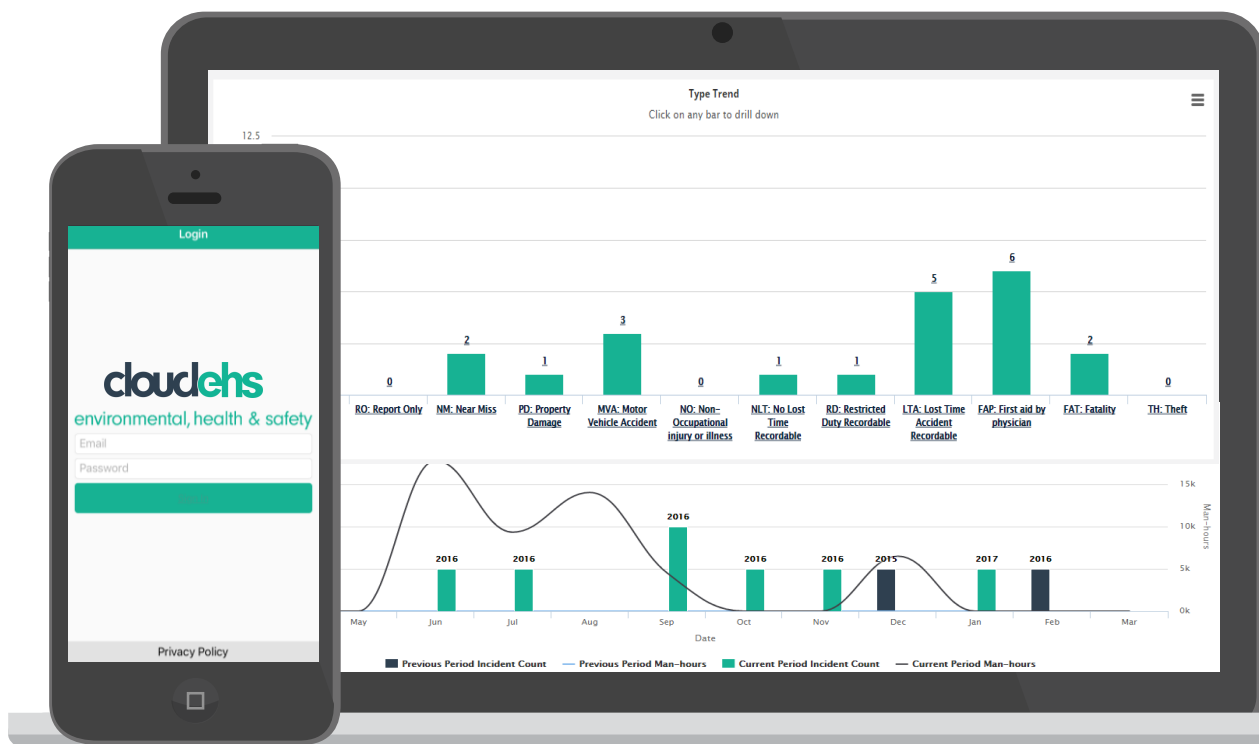 Type Trend
Click on any bar to drill down
12.5
0
2
1
3
0
1
1
5
6
2
0
RO: Report Only
NM: Near Miss
PD: Property
Damage
MVA: Motor
Vehicle Accident
NO: Non-
Occupational
injury or illness
NLT: No Lost
Time
Recordable
RD: Restricted
Duty Recordable
LTA: Lost Time
Accident
Recordable
FAP: First aid by
physician
FAT: Fatality
TH: Theft
15k
10k
5k
0k
Man-hours
2016
2016
2016
2016
2016
2015
2017
2016
May
Jun
Jul
Aug
Sep
Oct
Nov
Dec
Jan
Feb
Mar
Date
Previous Period Incident Count
Previous Period Man-hours
Current Period Incident Count
Current Period Man-hours
Login
cloudehs
environmental, health & safety
Email
Password
Privacy Policy